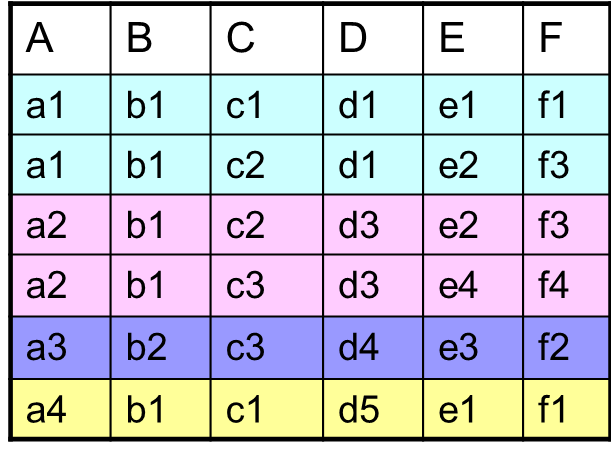 A B C D E F
a1 b1 c1 d1 e1 f1
a1 b1 c2 d1 e2 f3
a2 b1 c2 d3 e2 f3
a2 b1 c3 d3 e4 f4
a3 b2 c3 d4 e3 f2
a4 b1 c1 d5 e1 f1